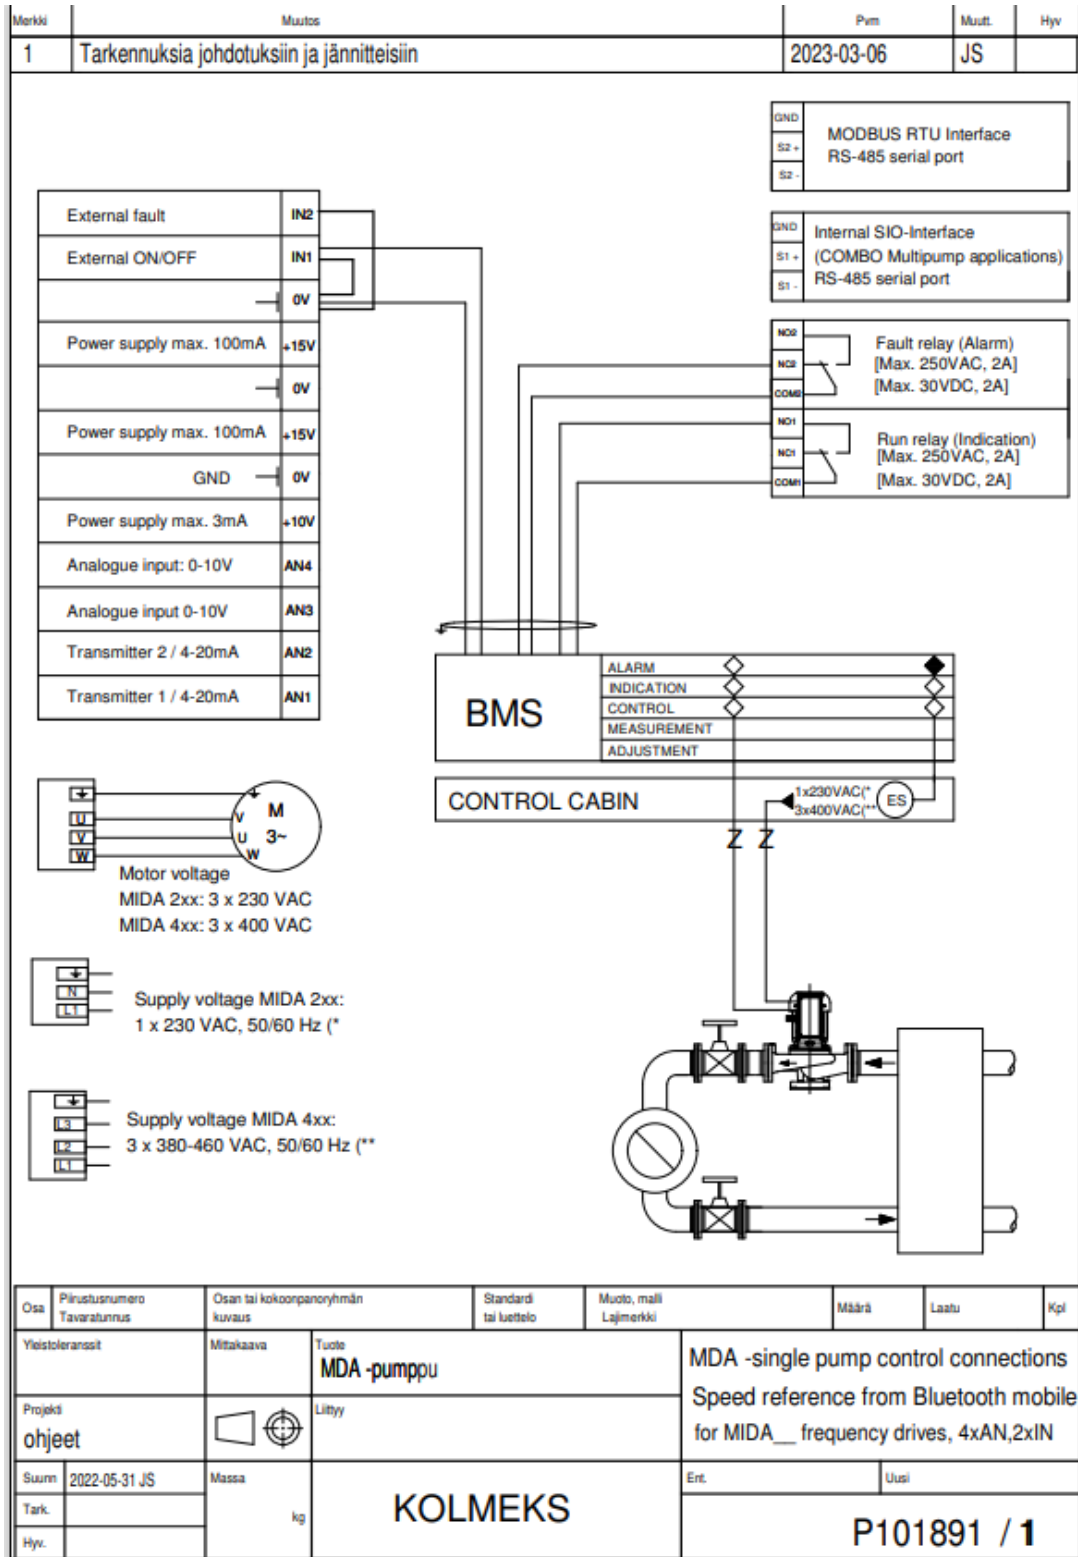 Merkki Muutos Pvm Muutt. Hyv
1 Tarkennuksia johdotuksiin ja jännitteisiin 2023-03-06 JS
GND
S2 +
S2 -
MODBUS RTU Interface
RS-485 serial port
GND
S1 +
S1 -
Internal SIO-Interface
(COMBO Multipump applications)
RS-485 serial port
NO2
NC2
COM2
Fault relay (Alarm)
[Max. 250VAC, 2A]
[Max. 30VDC, 2A]
NO1
NC1
COM1
Run relay (Indication)
[Max. 250VAC, 2A]
[Max. 30VDC, 2A]
External fault IN2
External ON/OFF IN1
0V
Power supply max. 100mA +15V
0V
Power supply max. 100mA +15V
GND 0V
Power supply max. 3mA +10V
Analogue input: 0-10V AN4
Analogue input 0-10V AN3
Transmitter 2 / 4-20mA AN2
Transmitter 1 / 4-20mA AN1
BMS
ALARM
INDICATION
CONTROL
MEASUREMENT
ADJUSTMENT
CONTROL CABIN
1x230VAC(*
3x400VAC(**
ES
Z Z
U
V
W
V
U
W
M
3~
Motor voltage
MIDA 2xx: 3 x 230 VAC
MIDA 4xx: 3 x 400 VAC
N
L1
Supply voltage MIDA 2xx:
1 x 230 VAC, 50/60 Hz (*
L3
L2
L1
Supply voltage MIDA 4xx:
3 x 380-460 VAC, 50/60 Hz (**
Osa
Piirustusnumero
Tavaratunnus
Osan tai kokoonpanoryhmän
kuvaus
Standardi
tai luettelo
Muoto, malli
Lajimerkki
Määrä
Laatu
Kpl
Yleistoleranssit
Mittakaava
Tuote
MDA -pumppu
MDA -single pump control connections
Speed reference from Bluetooth mobile
for MIDA__ frequency drives, 4xAN,2xIN
Projekti
ohjeet
Liittyy
Suunn 2022-05-31 JS
Tark.
Hyv.
Massa
kg
KOLMEKS
Ent.
Uusi
P101891 / 1